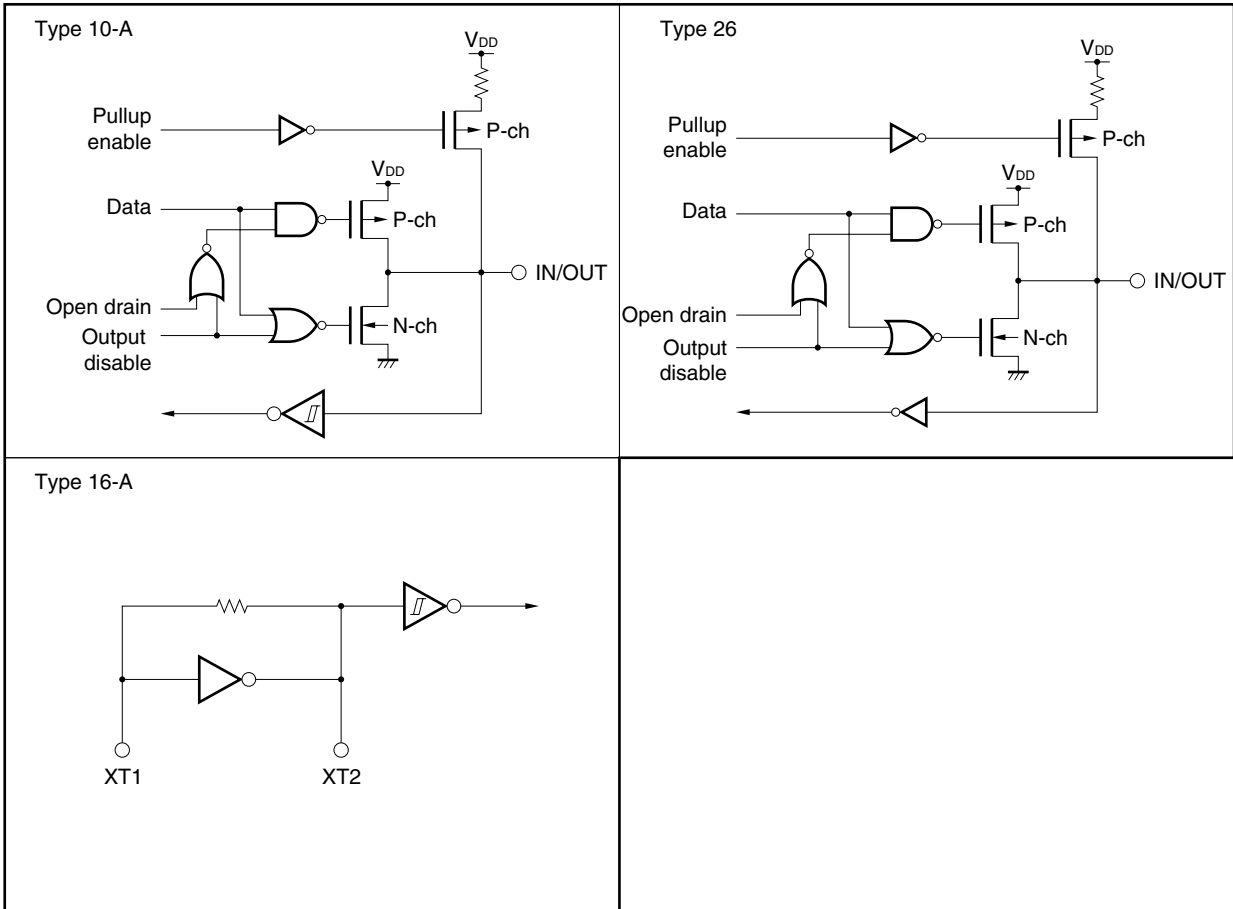 Type 10-A
VDD
Pullup
enable
P-ch
VDD
Data
P-ch
IN/OUT
Open drain
Output
disable
N-ch
Type 26
VDD
Pullup
enable
P-ch
VDD
Data
P-ch
IN/OUT
Open drain
Output
disable
N-ch
Type 16-A
XT1
XT2